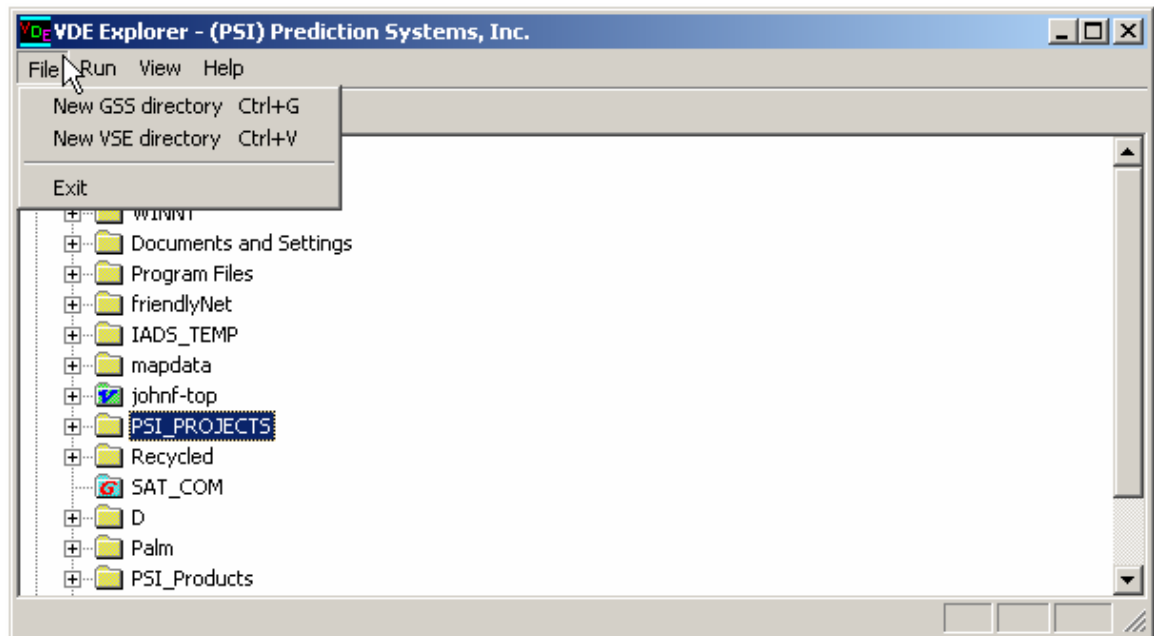 VDE VDE Explorer - (PSI) Prediction Systems, Inc.
File Run View Help
New GSS directory Ctrl+G
New VSE directory Ctrl+V
Exit
WINNT
Documents and Settings
Program Files
friendlyNet
IADS_TEMP
mapdata
V johnf-top
PSI_PROJECTS
Recycled
G SAT_COM
D
Palm
PSI_Products